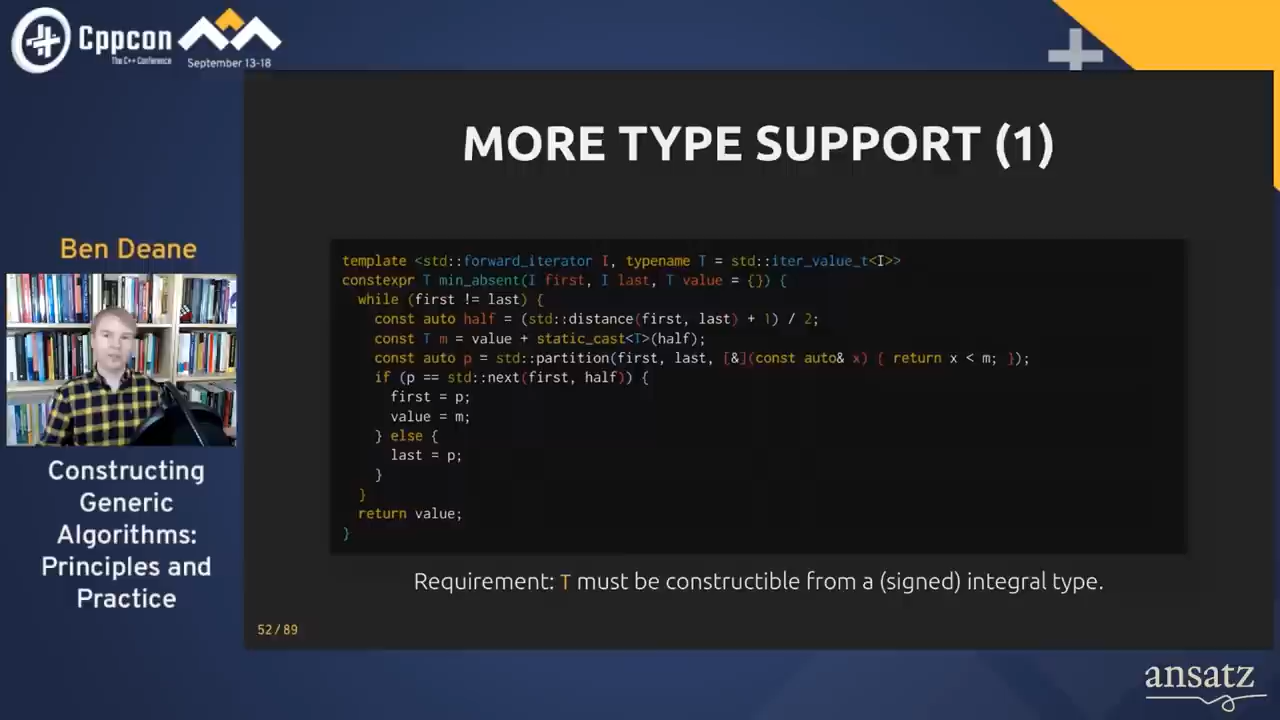 Cppcon
The C++ Conference
September 13-18
MORE TYPE SUPPORT (1)
Ben Deane
Constructing
Generic
Algorithms:
Principles and
Practice
template <std::forward_iterator I, typename T = std::iter_value_t<I>>
constexpr T min_absent(I first, I last, T value = {}) {
  while (first != last) {
    const auto half = (std::distance(first, last) + 1) / 2;
    const T m = value + static_cast<T>(half);
    const auto p = std::partition(first, last, [&](const auto& x) { return x < m; });
    if (p == std::next(first, half)) {
      first = p;
      value = m;
    } else {
      last = p;
    }
  }
  return value;
}
Requirement: T must be constructible from a (signed) integral type.
52 / 89
ansatz